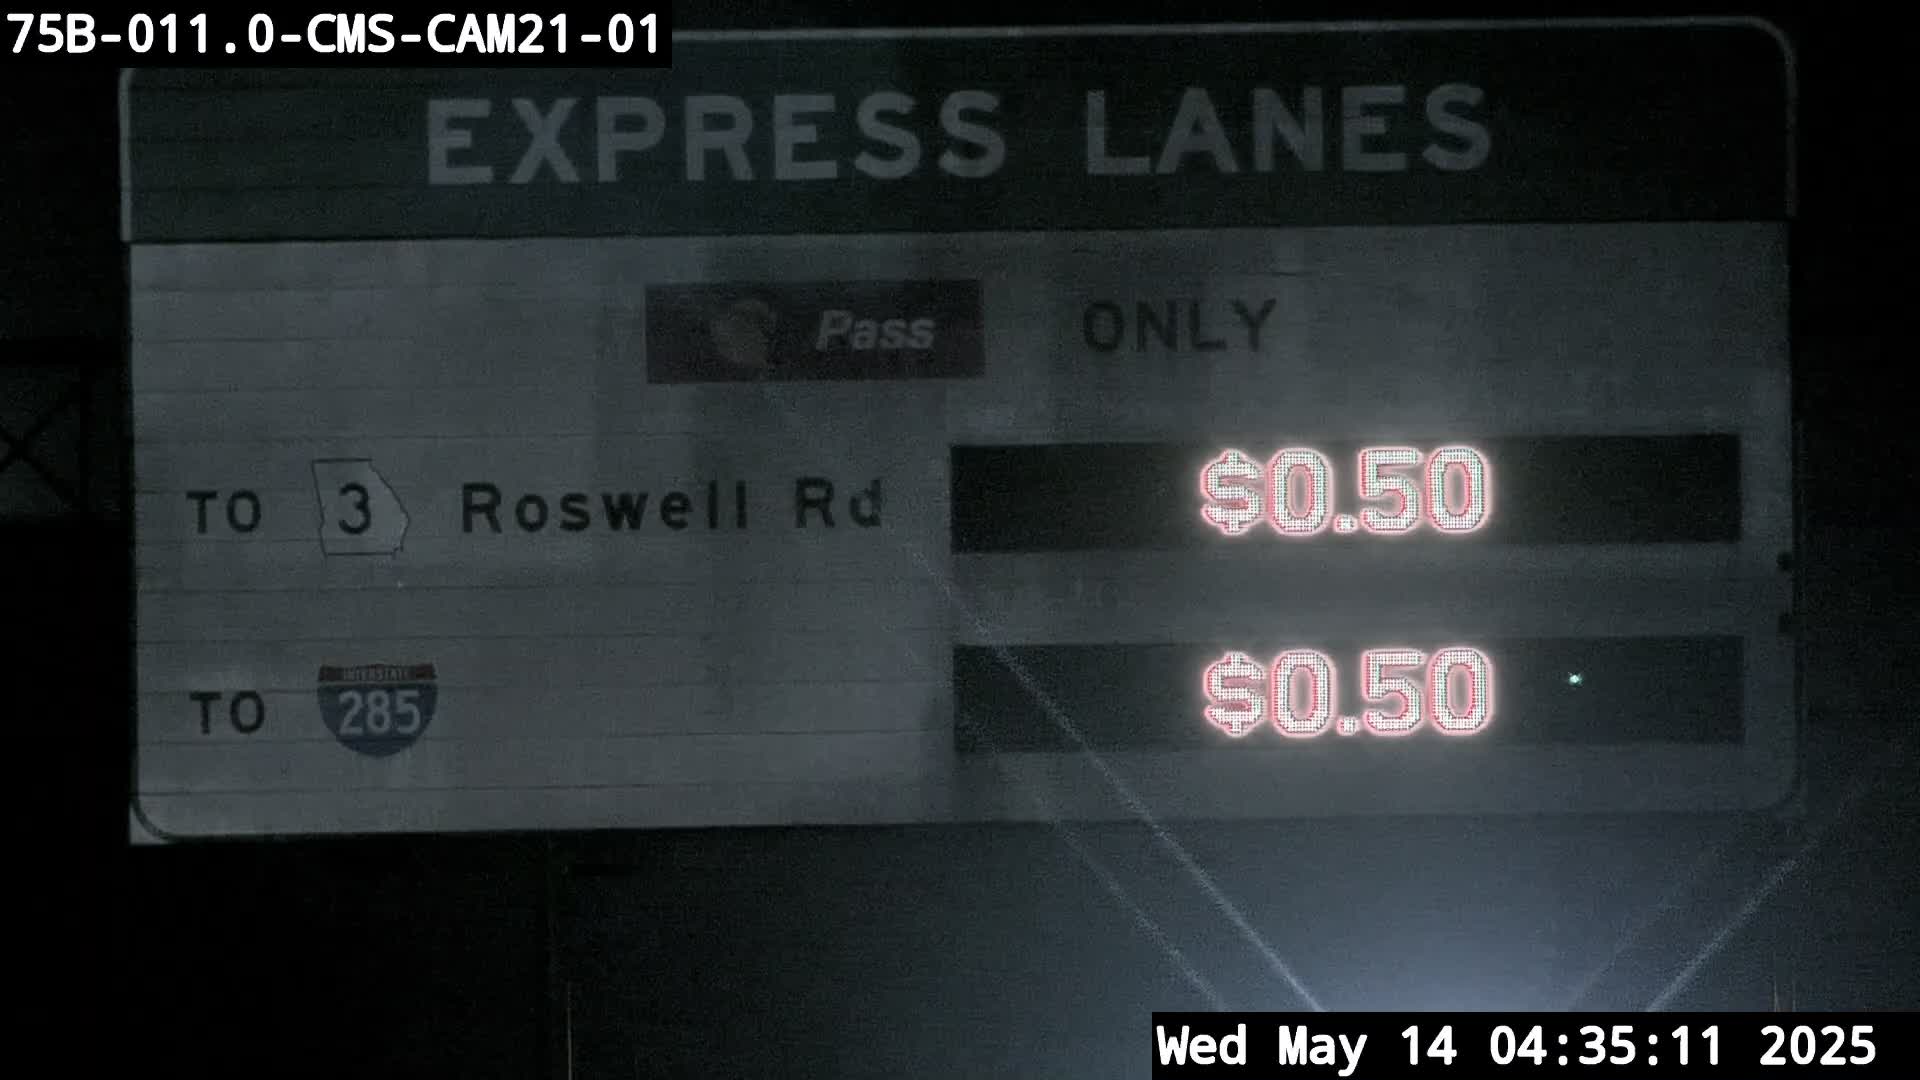 75B-011.0-CMS-CAM21-01
EXPRESS LANES
Pass ONLY
TO 3 Roswell Rd $0.50
INTERSTATE
TO 285 $0.50
Wed May 14 04:35:11 2025